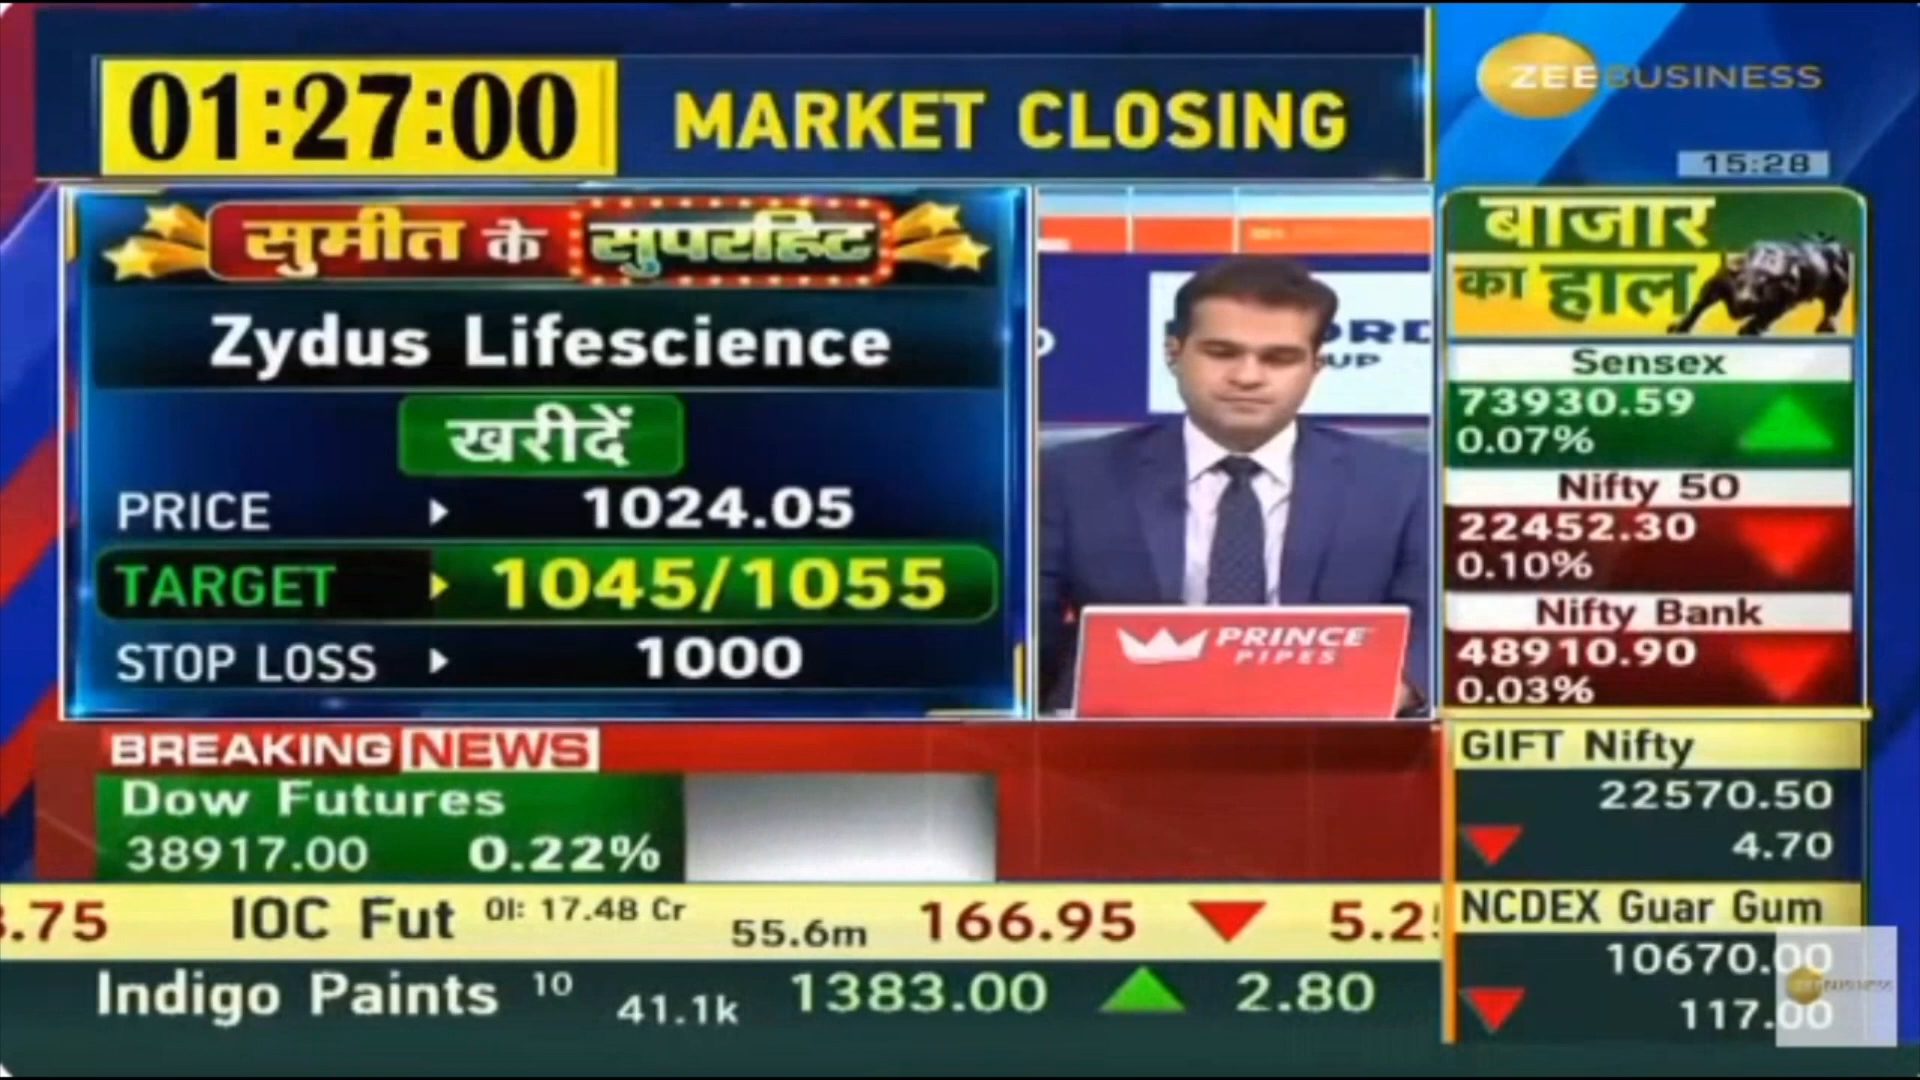 01:27:00 MARKET CLOSING
ZEEBUSINESS
15:28
सुमीत के सुपरहिट
Zydus Lifescience
खरीदें
PRICE 1024.05
TARGET 1045/1055
STOP LOSS 1000
PRINCE
PIPES
बाजार
का हाल
Sensex
73930.59
0.07%
Nifty 50
22452.30
0.10%
Nifty Bank
48910.90
0.03%
GIFT Nifty
22570.50
4.70
NCDEX Guar Gum
10670.00
117.00
BREAKING NEWS
Dow Futures
38917.00 0.22%
.75 IOC Fut OI: 17.48 Cr 55.6m 166.95 5.2
Indigo Paints 10 41.1k 1383.00 2.80